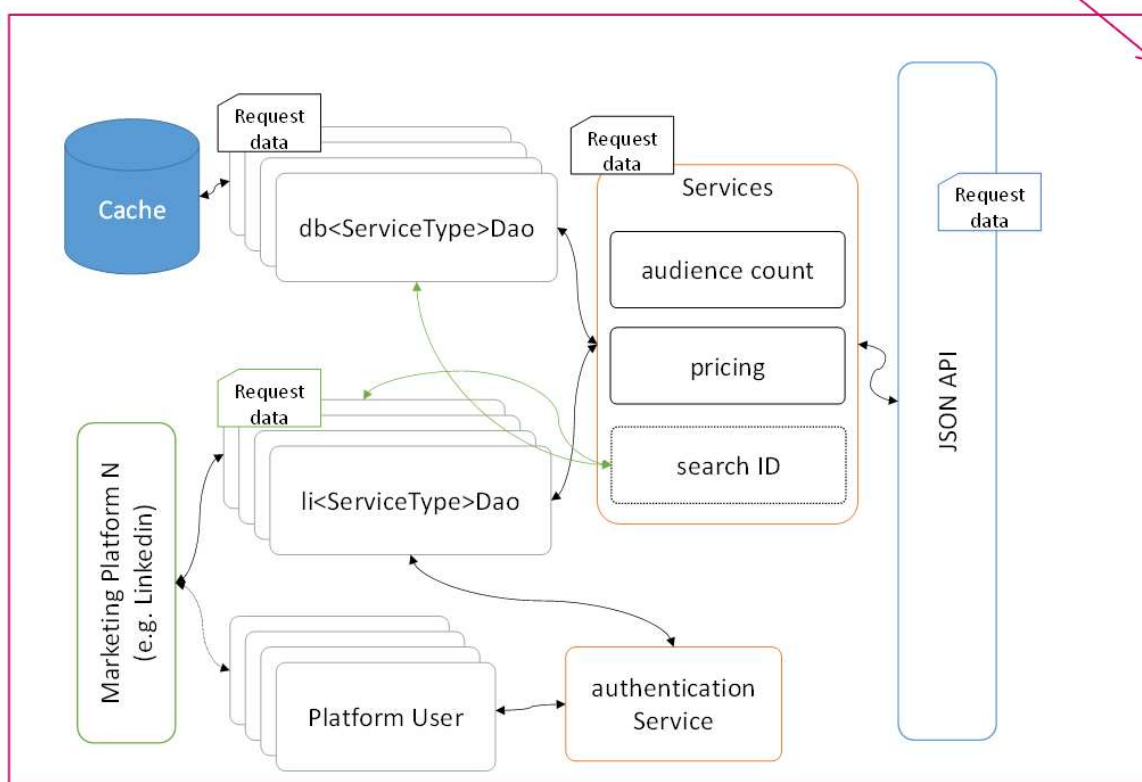 Request
data
Request
data
Services
Request
data
Cache
db<ServiceType>Dao
audience count
pricing
JSON API
Request
data
search ID
li<ServiceType>Dao
Marketing Platform N
(e.g. Linkedin)
authentication
Service
Platform User